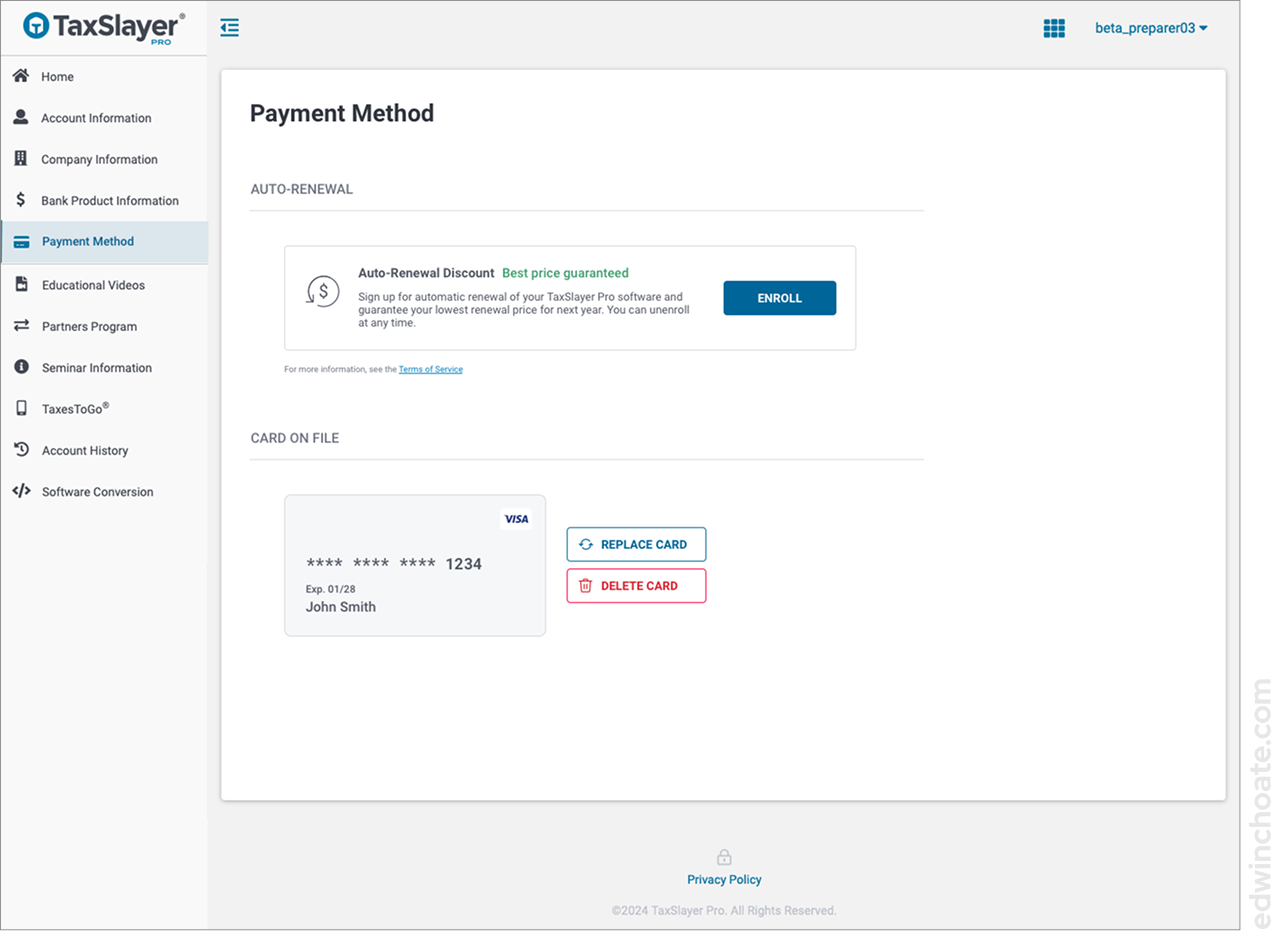 TaxSlayer®
PRO
beta_preparer03
Home
Account Information
Company Information
Bank Product Information
Payment Method
Educational Videos
Partners Program
Seminar Information
TaxesToGo®
Account History
Software Conversion
Payment Method
AUTO-RENEWAL
Auto-Renewal Discount Best price guaranteed
Sign up for automatic renewal of your TaxSlayer Pro software and
guarantee your lowest renewal price for next year. You can unenroll
at any time.
ENROLL
For more information, see the Terms of Service
CARD ON FILE
VISA
**** **** **** 1234
Exp. 01/28
John Smith
REPLACE CARD
DELETE CARD
Privacy Policy
©2024 TaxSlayer Pro. All Rights Reserved.
edwinchoate.com